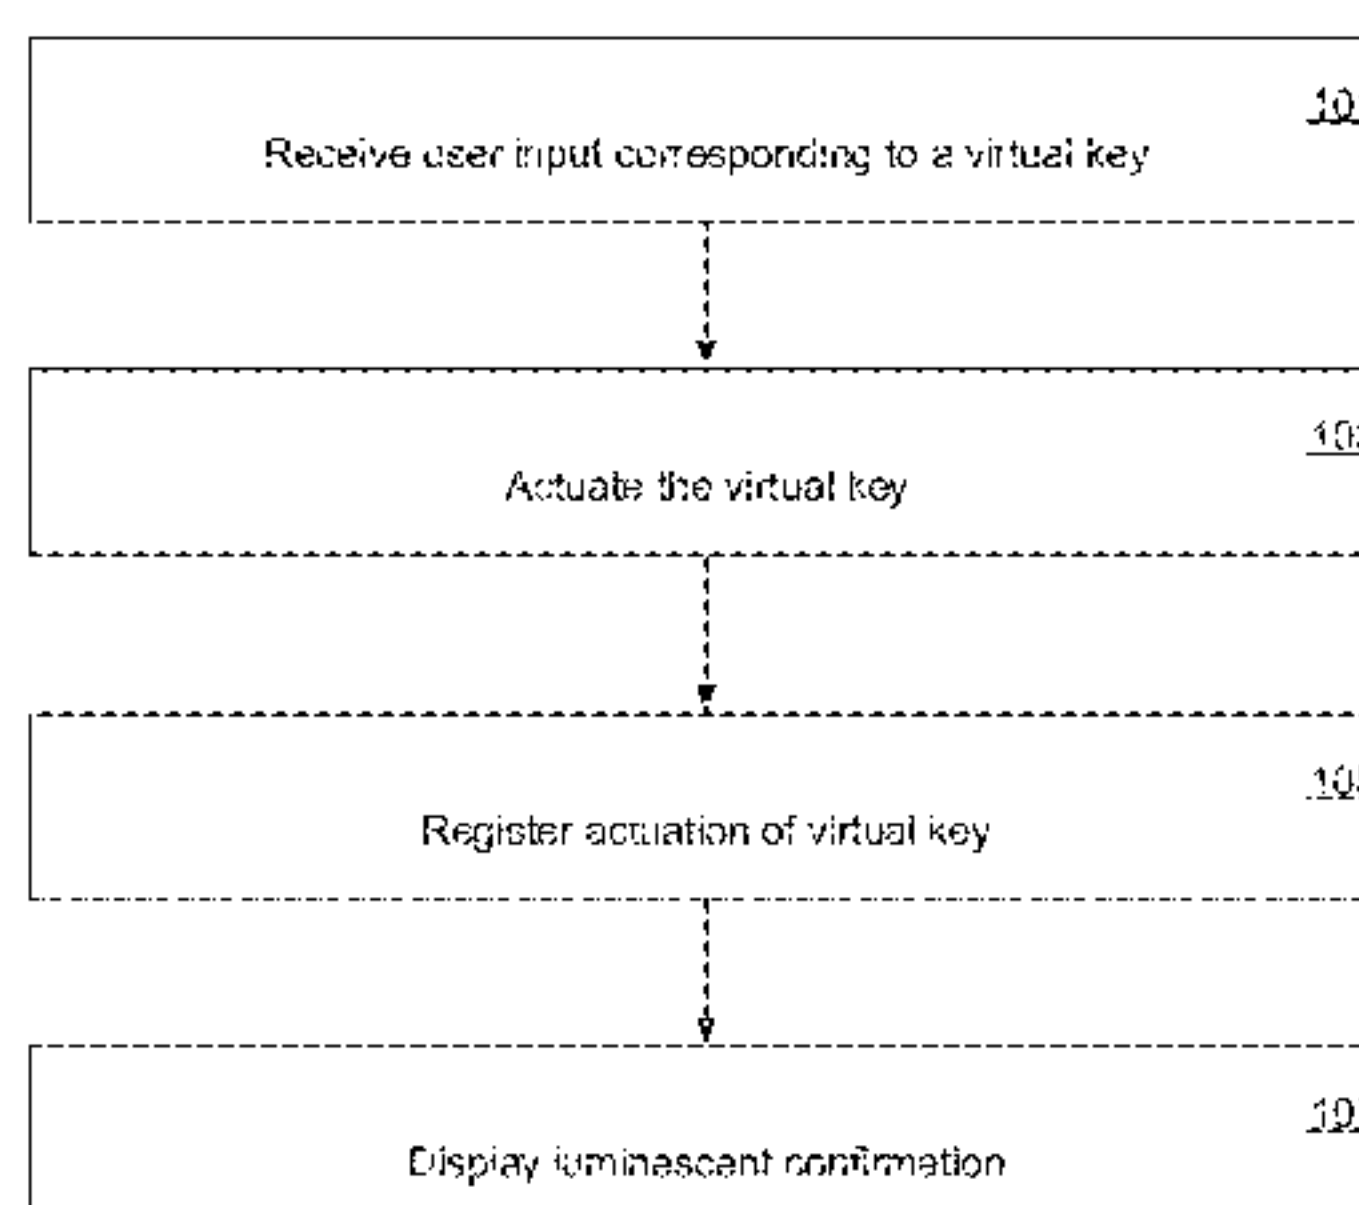 Receive user input corresponding to a virtual key
Actuate the virtual key
Register actuation of virtual key
Display luminescent confirmation